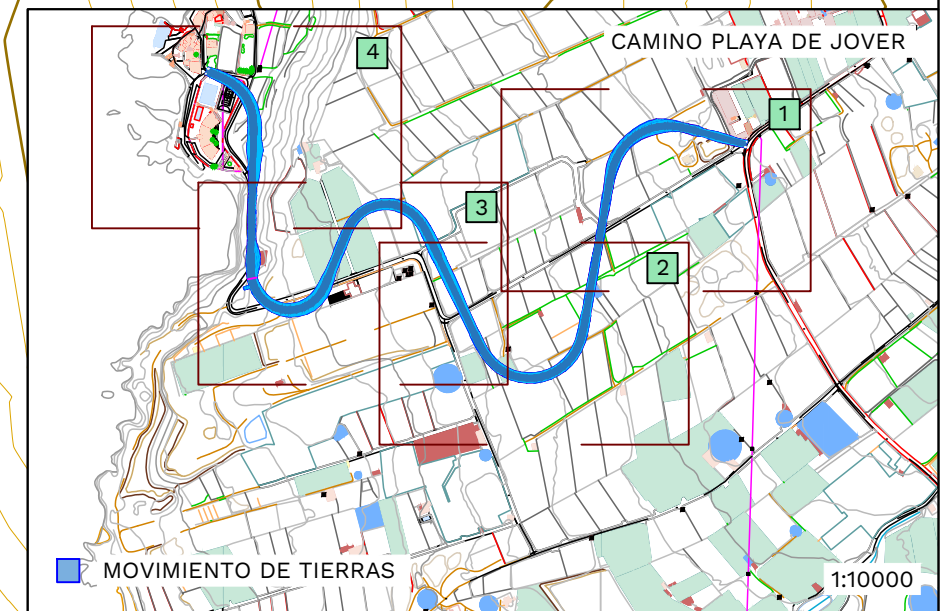 CAMINO PLAYA DE JOVER
4
1
3
2
MOVIMIENTO DE TIERRAS
1:10000